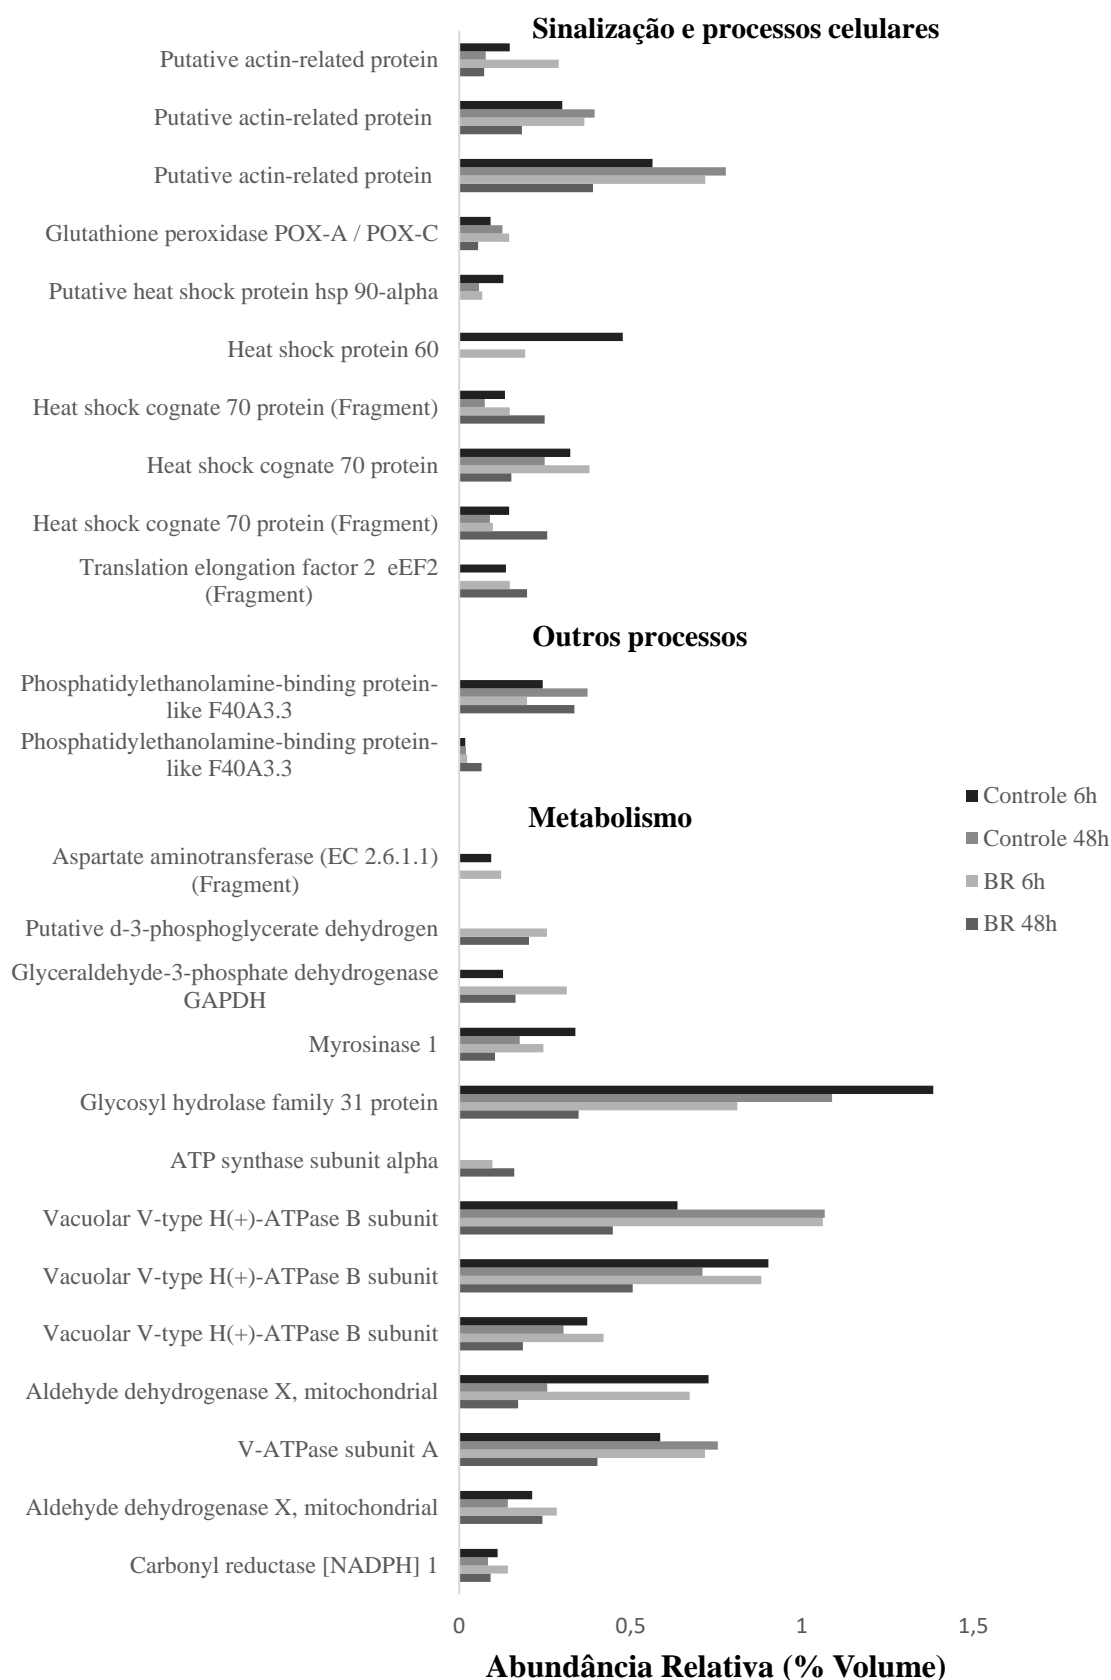 Sinalização e processos celulares
Putative actin-related protein
Putative actin-related protein
Putative actin-related protein
Glutathione peroxidase POX-A / POX-C
Putative heat shock protein hsp 90-alpha
Heat shock protein 60
Heat shock cognate 70 protein (Fragment)
Heat shock cognate 70 protein
Heat shock cognate 70 protein (Fragment)
Translation elongation factor 2 eEF2
(Fragment)
Outros processos
Phosphatidylethanolamine-binding protein-
like F40A3.3
Phosphatidylethanolamine-binding protein-
like F40A3.3
Metabolismo
Aspartate aminotransferase (EC 2.6.1.1)
(Fragment)
Putative d-3-phosphoglycerate dehydrogen
Glyceraldehyde-3-phosphate dehydrogenase
GAPDH
Myrosinase 1
Glycosyl hydrolase family 31 protein
ATP synthase subunit alpha
Vacuolar V-type H(+)-ATPase B subunit
Vacuolar V-type H(+)-ATPase B subunit
Vacuolar V-type H(+)-ATPase B subunit
Aldehyde dehydrogenase X, mitochondrial
V-ATPase subunit A
Aldehyde dehydrogenase X, mitochondrial
Carbonyl reductase [NADPH] 1
Controle 6h
Controle 48h
BR 6h
BR 48h
0 0,5 1 1,5
Abundância Relativa (% Volume)